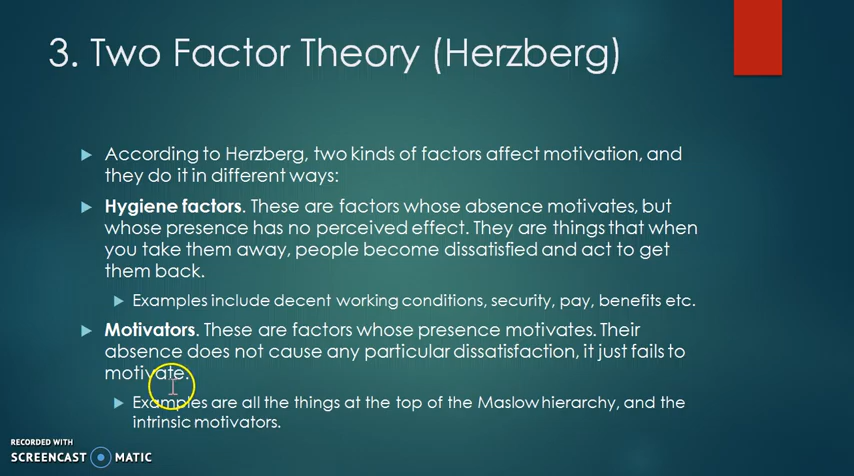 3. Two Factor Theory (Herzberg)
According to Herzberg, two kinds of factors affect motivation, and
they do it in different ways:
Hygiene factors. These are factors whose absence motivates, but
whose presence has no perceived effect. They are things that when
you take them away, people become dissatisfied and act to get
them back.
Examples include decent working conditions, security, pay, benefits etc.
Motivators. These are factors whose presence motivates. Their
absence does not cause any particular dissatisfaction, it just fails to
motivate.
Examples are all the things at the top of the Maslow hierarchy, and the
intrinsic motivators.
RECORDED WITH
SCREENCAST MATIC